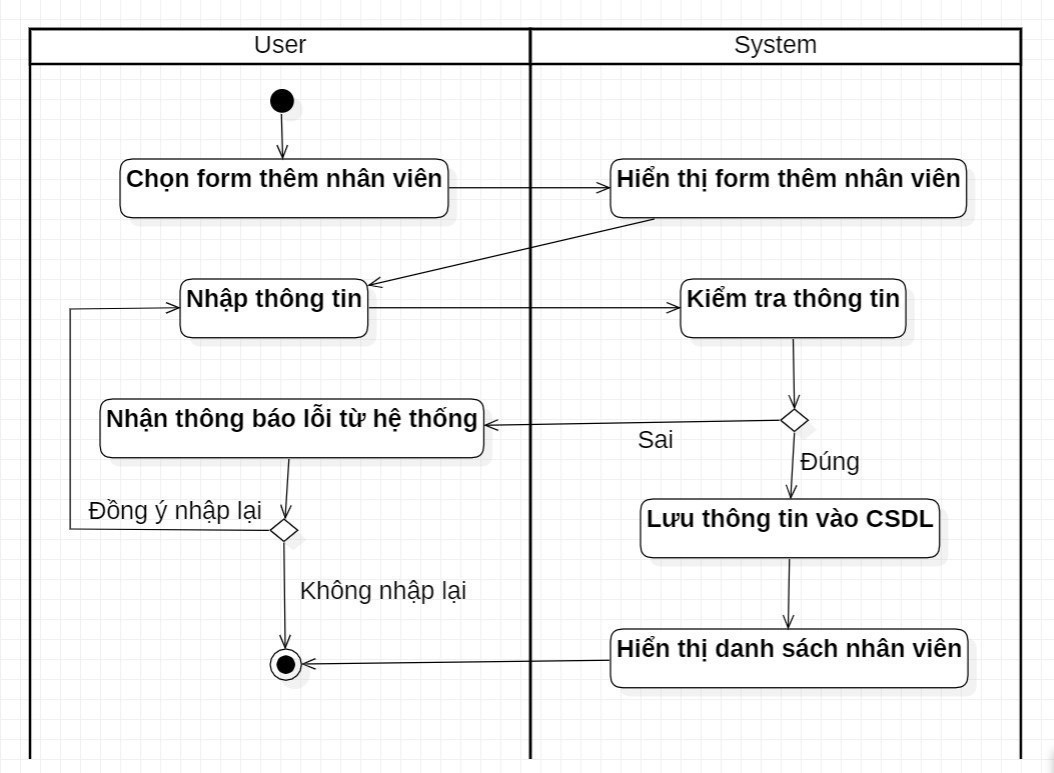 User
System
Chọn form thêm nhân viên
Hiển thị form thêm nhân viên
Nhập thông tin
Kiểm tra thông tin
Nhận thông báo lỗi từ hệ thống
Sai
Đúng
Đồng ý nhập lại
Lưu thông tin vào CSDL
Không nhập lại
Hiển thị danh sách nhân viên